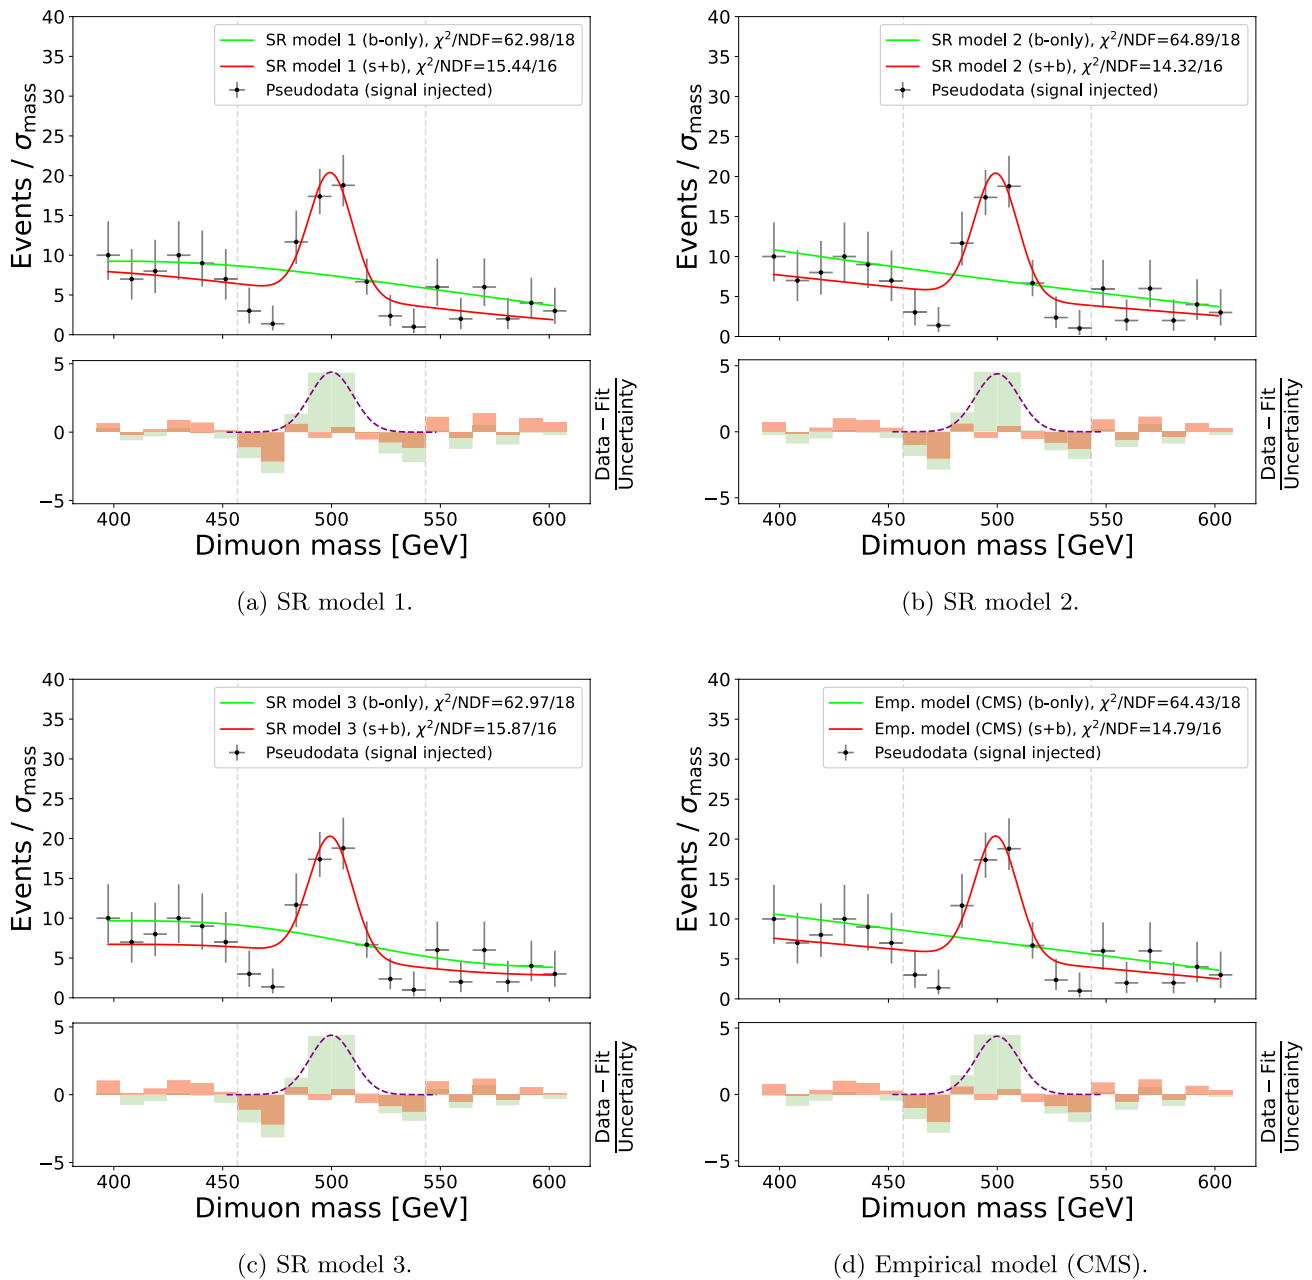 SR model 1 (b-only), χ²/NDF=62.98/18
SR model 1 (s+b), χ²/NDF=15.44/16
Pseudodata (signal injected)
Events / σ_mass
40
35
30
25
20
15
10
5
0
5
0
−5
Data − Fit
Uncertainty
400 450 500 550 600
Dimuon mass [GeV]
(a) SR model 1.
SR model 2 (b-only), χ²/NDF=64.89/18
SR model 2 (s+b), χ²/NDF=14.32/16
Pseudodata (signal injected)
Events / σ_mass
40
35
30
25
20
15
10
5
0
5
0
−5
Data − Fit
Uncertainty
400 450 500 550 600
Dimuon mass [GeV]
(b) SR model 2.
SR model 3 (b-only), χ²/NDF=62.97/18
SR model 3 (s+b), χ²/NDF=15.87/16
Pseudodata (signal injected)
Events / σ_mass
40
35
30
25
20
15
10
5
0
5
0
−5
Data − Fit
Uncertainty
400 450 500 550 600
Dimuon mass [GeV]
(c) SR model 3.
Emp. model (CMS) (b-only), χ²/NDF=64.43/18
Emp. model (CMS) (s+b), χ²/NDF=14.79/16
Pseudodata (signal injected)
Events / σ_mass
40
35
30
25
20
15
10
5
0
5
0
−5
Data − Fit
Uncertainty
400 450 500 550 600
Dimuon mass [GeV]
(d) Empirical model (CMS).